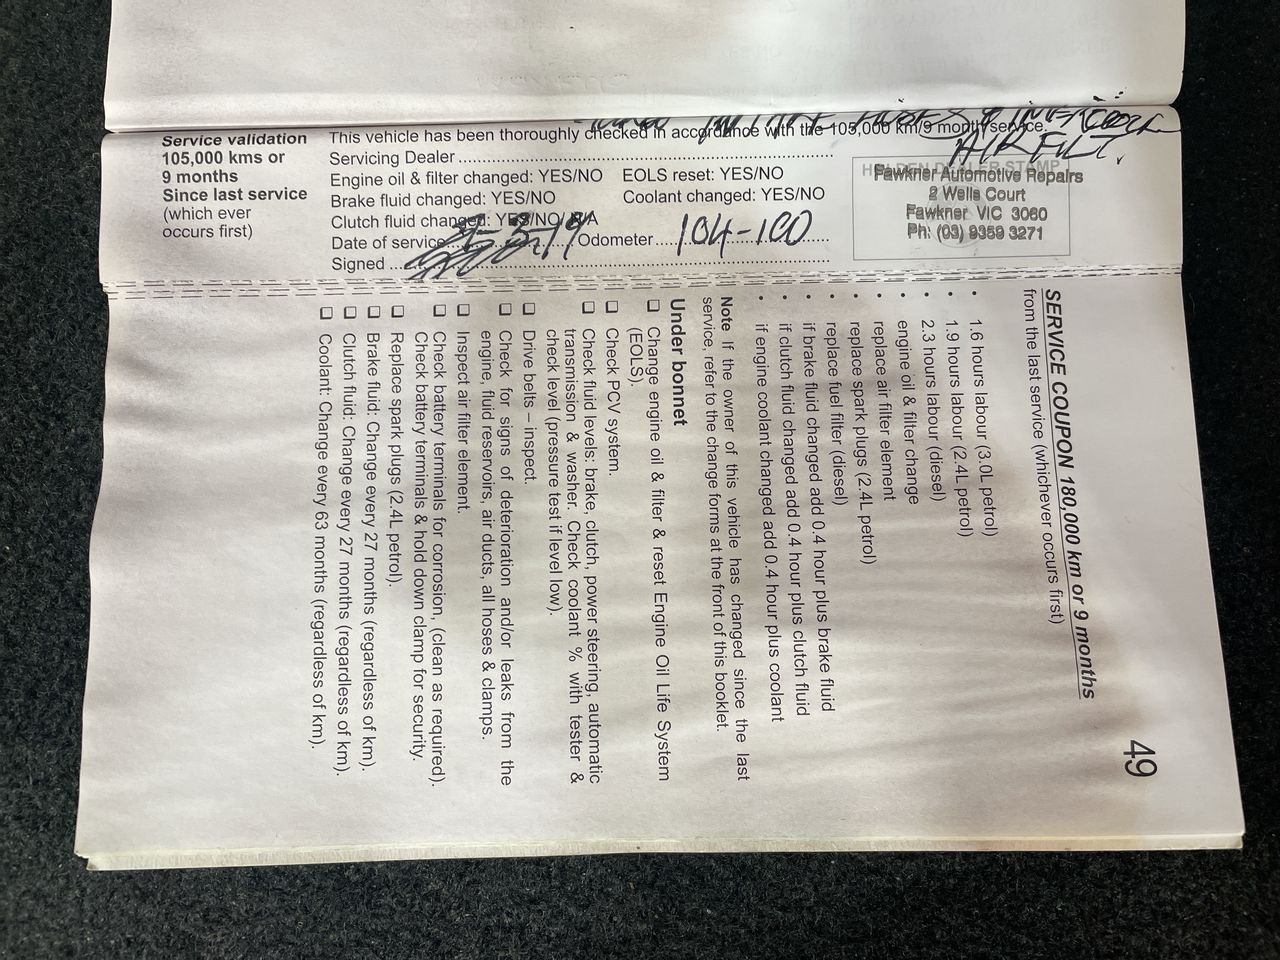 Service validation
105,000 kms or
9 months
Since last service
(which ever
occurs first)
This vehicle has been thoroughly checked in accordance with the 105,000 km/9 month service.
AIR FILT.
Servicing Dealer
Engine oil & filter changed: YES/NO EOLS reset: YES/NO
Brake fluid changed: YES/NO Coolant changed: YES/NO
Clutch fluid changed: YES/NO/N/A
Date of service Odometer 104-100
Signed
HOLDEN DEALER STAMP
Fawkner Automotive Repairs
2 Wells Court
Fawkner VIC 3060
Ph: (03) 9359 3271
49
SERVICE COUPON 180,000 km or 9 months
from the last service (whichever occurs first)
• 1.6 hours labour (3.0L petrol)
• 1.9 hours labour (2.4L petrol)
• 2.3 hours labour (diesel)
• engine oil & filter change
• replace air filter element
• replace spark plugs (2.4L petrol)
• replace fuel filter (diesel)
• if brake fluid changed add 0.4 hour plus brake fluid
• if clutch fluid changed add 0.4 hour plus clutch fluid
• if engine coolant changed add 0.4 hour plus coolant
Note If the owner of this vehicle has changed since the last
service, refer to the change forms at the front of this booklet.
Under bonnet
❏ Change engine oil & filter & reset Engine Oil Life System
(EOLS).
❏ Check PCV system.
❏ Check fluid levels: brake, clutch, power steering, automatic
transmission & washer. Check coolant % with tester &
check level (pressure test if level low).
❏ Drive belts – inspect.
❏ Check for signs of deterioration and/or leaks from the
engine, fluid reservoirs, air ducts, all hoses & clamps.
❏ Inspect air filter element.
❏ Check battery terminals for corrosion, (clean as required).
Check battery terminals & hold down clamp for security.
❏ Replace spark plugs (2.4L petrol).
❏ Brake fluid: Change every 27 months (regardless of km).
❏ Clutch fluid: Change every 27 months (regardless of km).
❏ Coolant: Change every 63 months (regardless of km).